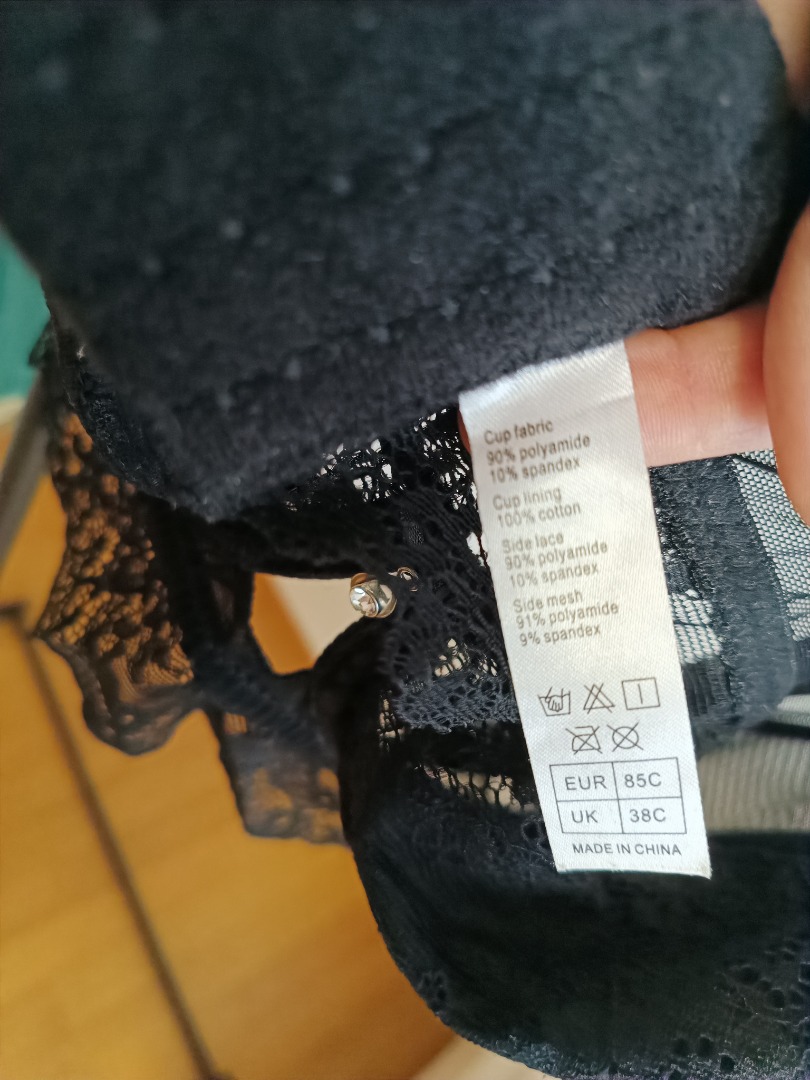 Cup fabric
90% polyamide
10% spandex
Cup lining
100% cotton
Side lace
90% polyamide
10% spandex
Side mesh
91% polyamide
9% spandex
EUR 85C
UK 38C
MADE IN CHINA